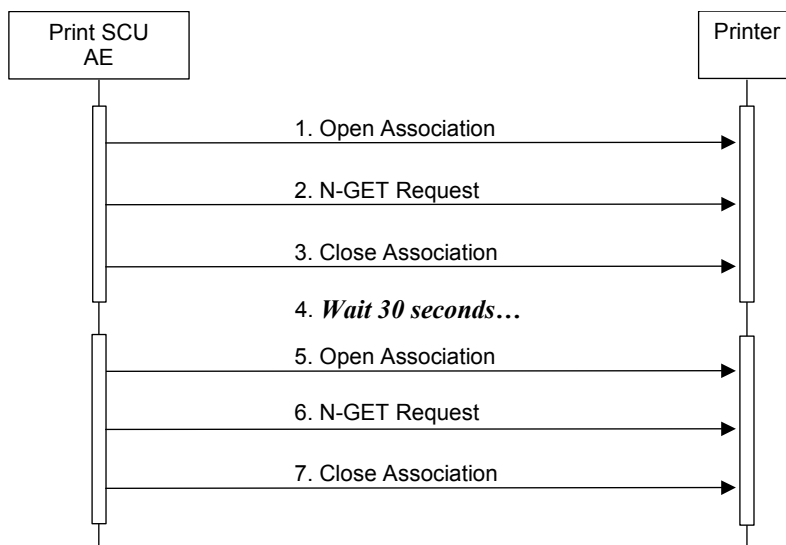 Print SCU
AE
Printer
1. Open Association
2. N-GET Request
3. Close Association
4. Wait 30 seconds…
5. Open Association
6. N-GET Request
7. Close Association